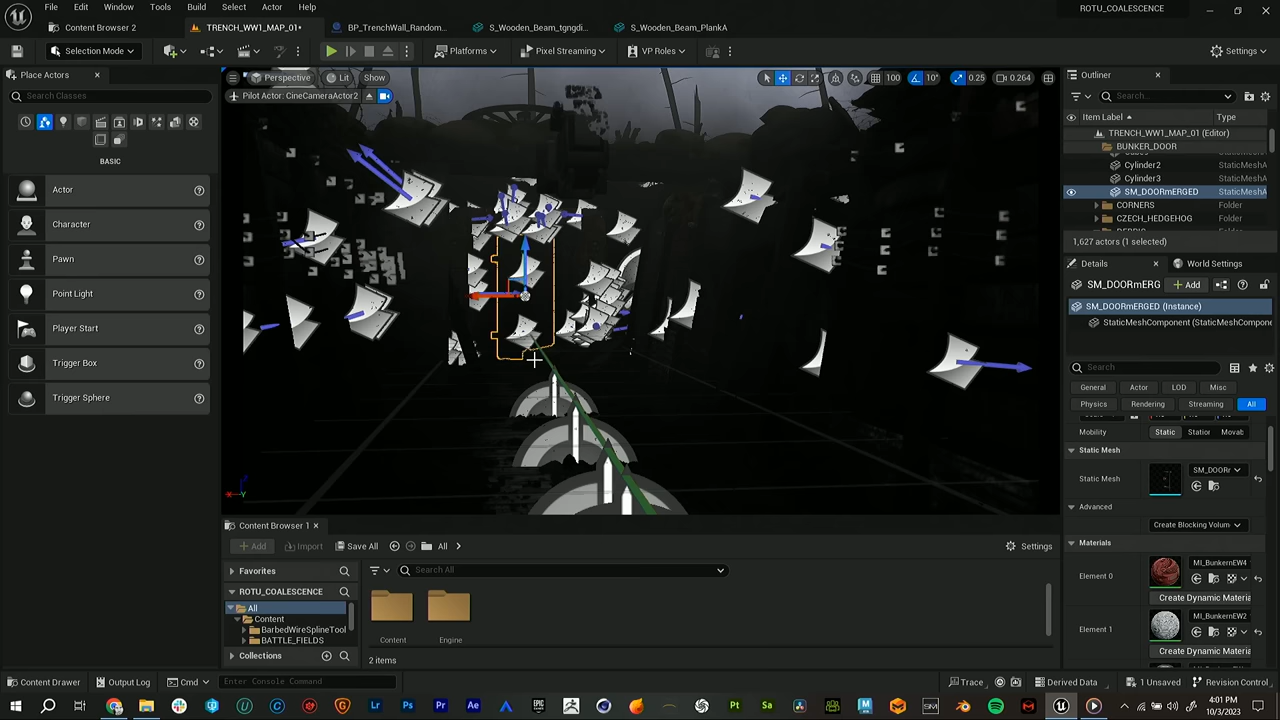 File Edit Window Tools Build Select Actor Help
ROTU_COALESCENCE
Content Browser 2
TRENCH_WW1_MAP_01*
BP_TrenchWall_Random...
S_Wooden_Beam_tgngdi...
S_Wooden_Beam_PlankA
Selection Mode
Platforms
Pixel Streaming
VP Roles
Settings
Place Actors
Search Classes
BASIC
Actor
Character
Pawn
Point Light
Player Start
Trigger Box
Trigger Sphere
Perspective
Lit
Show
100
10°
0.25
0.264
Pilot Actor: CineCameraActor2
Outliner
Search...
Item Label
Type
TRENCH_WW1_MAP_01 (Editor)
BUNKER_DOOR
Cylinder2 StaticMeshA
Cylinder3 StaticMeshA
SM_DOORmERGED StaticMeshA
CORNERS Folder
CZECH_HEDGEHOG Folder
1,627 actors (1 selected)
Details
World Settings
SM_DOORmERG
Add
SM_DOORmERGED (Instance)
StaticMeshComponent (StaticMeshCompone
Search
General Actor LOD Misc
Physics Rendering Streaming All
Mobility Static Station Movab
Static Mesh
Static Mesh SM_DOORr
Advanced
Create Blocking Volum
Materials
Element 0 MI_BunkernEW4
Create Dynamic Materia
Element 1 MI_BunkernEW2
Create Dynamic Materia
Content Browser 1
Add
Import
Save All
All
Settings
Favorites
ROTU_COALESCENCE
All
Content
BarbedWireSplineTool
BATTLE_FIELDS
Collections
Search All
Content
Engine
2 items
Content Drawer
Output Log
Cmd
Enter Console Command
Trace
Derived Data
1 Unsaved
Revision Control
4:01 PM
10/3/2023